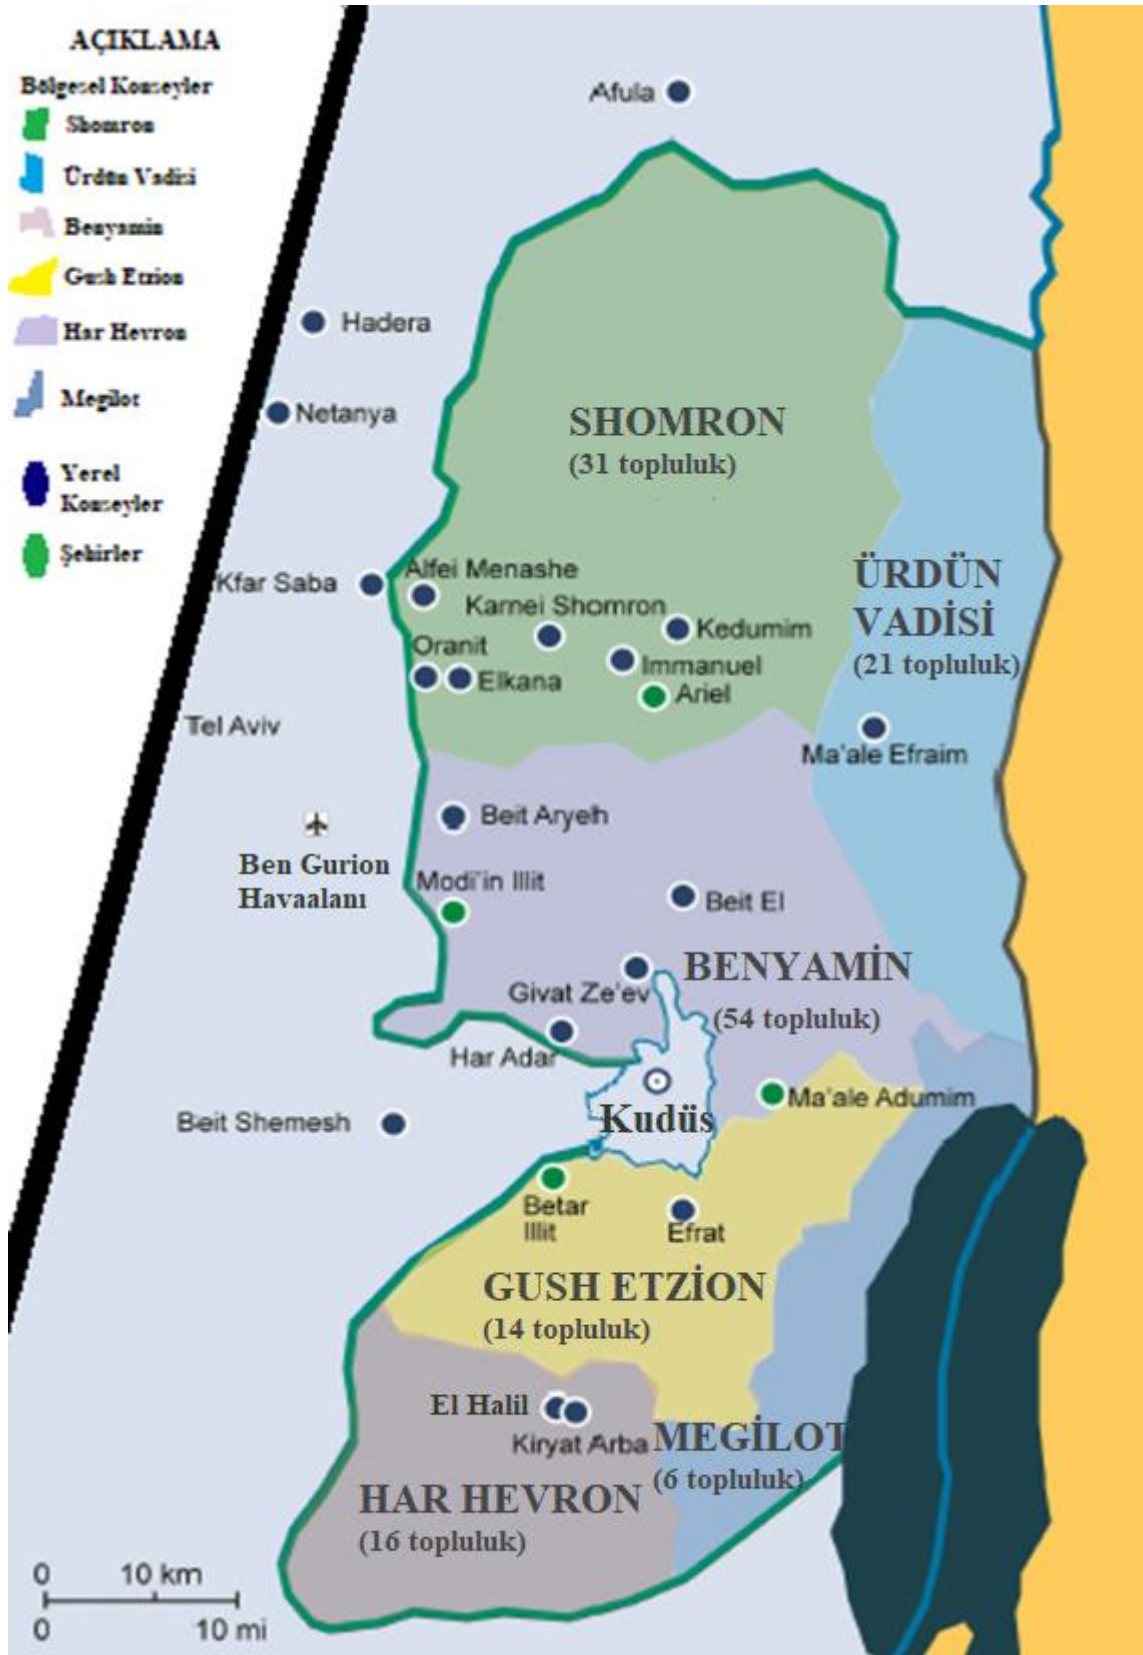 AÇIKLAMA
Bölgesel Konseyler
Shomron
Ürdün Vadisi
Benyamin
Gush Etzion
Har Hevron
Megilot
Yerel
Konseyler
Şehirler
Afula
Hadera
Netanya
SHOMRON
(31 topluluk)
Kfar Saba
Alfei Menashe
Karnei Shomron
Kedumim
Oranit
Immanuel
Elkana
Ariel
ÜRDÜN
VADİSİ
(21 topluluk)
Tel Aviv
Ma'ale Efraim
Beit Aryelh
Ben Gurion
Havaalanı
Modi'in Illit
Beit El
BENYAMİN
(54 topluluk)
Givat Ze'ev
Har Adar
Ma'ale Adumim
Kudüs
Beit Shemesh
Betar
Illit
Efrat
GUSH ETZİON
(14 topluluk)
El Halil
Kiryat Arba
MEGİLOT
(6 topluluk)
HAR HEVRON
(16 topluluk)
0 10 km
0 10 mi